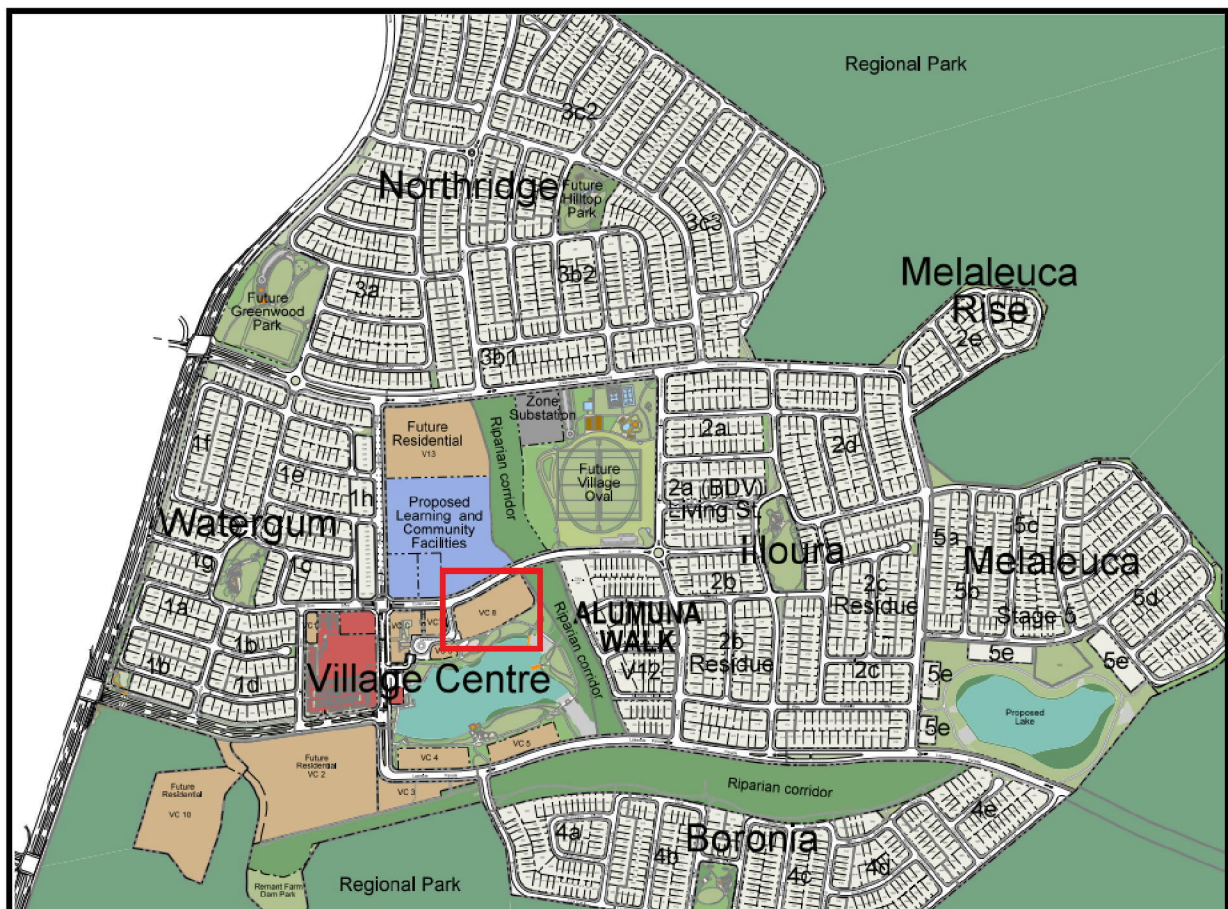 Regional Park
3c2
Northridge
Future
Hilltop
Park
3c3
3b2
Melaleuca
Rise
2e
3a
Future
Greenwood
Park
3b1
Zone
Substation
Future
Residential
V13
Riparian corridor
2a
2d
1f
1e
1h
Future
Village
Oval
2a (BDV)
Living St.
Proposed
Learning and
Community
Facilities
Watergum
5a
5c
Illoura
Melaleuca
1g
1c
2b
2c
Residue
5b
Stage 5
5d
1a
VC 8
ALUMUNA
WALK
Riparian corridor
1b
2b
Residue
5e
5e
1b
1d
Village Centre
V12
2c
5e
Proposed
Lake
5e
VC 5
VC 4
Future
Residential
VC 2
Future
Residential
VC 10
VC 3
Riparian corridor
4e
4a
4b
Boronia
4c
4d
Remant Farm
Dam Park
Regional Park